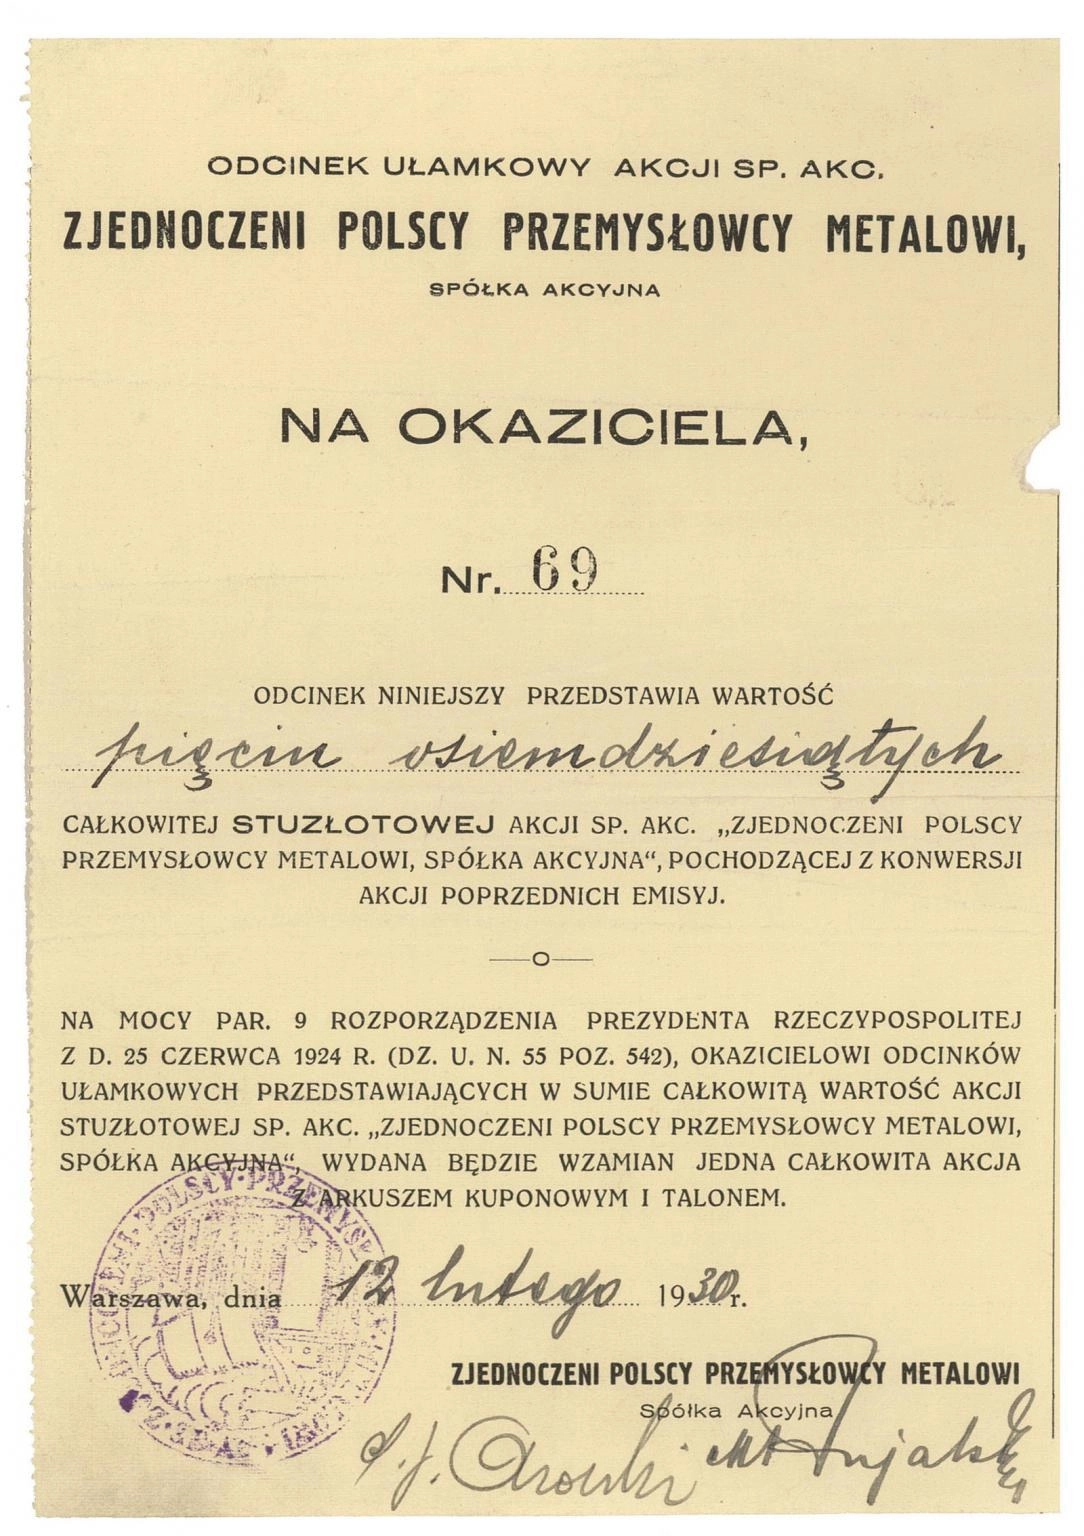 ODCINEK UŁAMKOWY AKCJI SP. AKC.
ZJEDNOCZENI POLSCY PRZEMYSŁOWCY METALOWI,
SPÓŁKA AKCYJNA
NA OKAZICIELA,
Nr. 69
ODCINEK NINIEJSZY PRZEDSTAWIA WARTOŚĆ
pięciu osiemdziesiątych
CAŁKOWITEJ STUZŁOTOWEJ AKCJI SP. AKC. „ZJEDNOCZENI POLSCY
PRZEMYSŁOWCY METALOWI, SPÓŁKA AKCYJNA“, POCHODZĄCEJ Z KONWERSJI
AKCJI POPRZEDNICH EMISYJ.
NA MOCY PAR. 9 ROZPORZĄDZENIA PREZYDENTA RZECZYPOSPOLITEJ
Z D. 25 CZERWCA 1924 R. (DZ. U. N. 55 POZ. 542), OKAZICIELOWI ODCINKÓW
UŁAMKOWYCH PRZEDSTAWIAJĄCYCH W SUMIE CAŁKOWITĄ WARTOŚĆ AKCJI
STUZŁOTOWEJ SP. AKC. „ZJEDNOCZENI POLSCY PRZEMYSŁOWCY METALOWI,
SPÓŁKA AKCYJNA“, WYDANA BĘDZIE WZAMIAN JEDNA CAŁKOWITA AKCJA
Z ARKUSZEM KUPONOWYM I TALONEM.
Warszawa, dnia 12 lutego 1930 r.
ZJEDNOCZENI POLSCY PRZEMYSŁOWCY METALOWI
Spółka Akcyjna